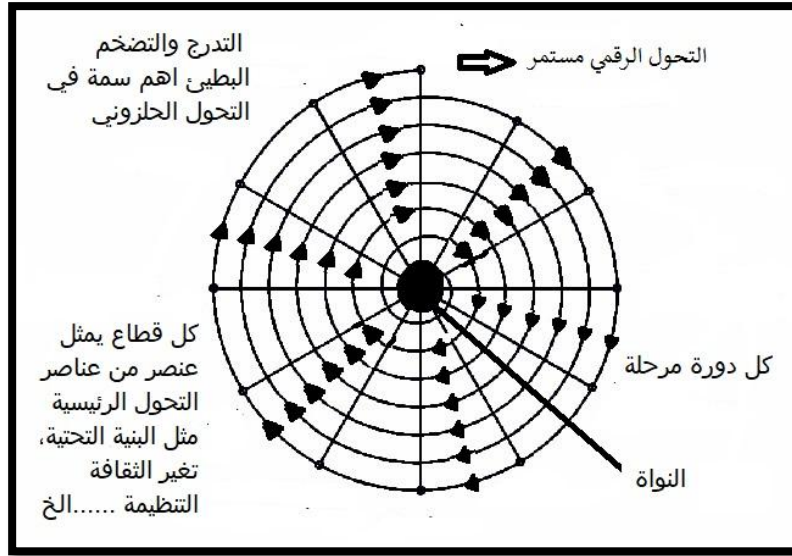 التحول الرقمي مستمر
التدرج والتضخم
البطيئ اهم سمة في
التحول الحلزوني
كل دورة مرحلة
النواة
كل قطاع يمثل
عنصر من عناصر
التحول الرئيسية
مثل البنية التحتية،
تغير الثقافة
التنظيمة ......الخ